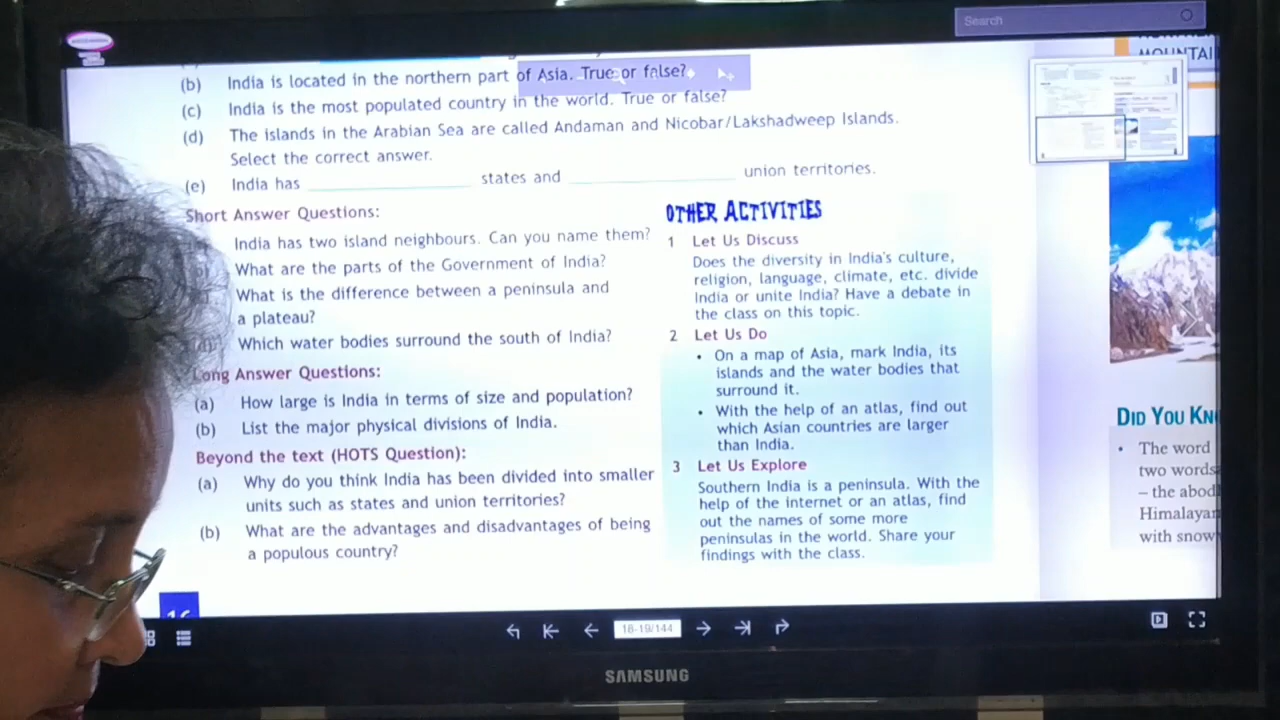 Search
(b) India is located in the northern part of Asia. True or false?
(c) India is the most populated country in the world. True or false?
(d) The islands in the Arabian Sea are called Andaman and Nicobar/Lakshadweep Islands.
Select the correct answer.
(e) India has ____________ states and ____________ union territories.
Short Answer Questions:
India has two island neighbours. Can you name them?
What are the parts of the Government of India?
What is the difference between a peninsula and
a plateau?
(d) Which water bodies surround the south of India?
Long Answer Questions:
(a) How large is India in terms of size and population?
(b) List the major physical divisions of India.
Beyond the text (HOTS Question):
(a) Why do you think India has been divided into smaller
units such as states and union territories?
(b) What are the advantages and disadvantages of being
a populous country?
OTHER ACTIVITIES
1 Let Us Discuss
Does the diversity in India's culture,
religion, language, climate, etc. divide
India or unite India? Have a debate in
the class on this topic.
2 Let Us Do
• On a map of Asia, mark India, its
islands and the water bodies that
surround it.
• With the help of an atlas, find out
which Asian countries are larger
than India.
3 Let Us Explore
Southern India is a peninsula. With the
help of the internet or an atlas, find
out the names of some more
peninsulas in the world. Share your
findings with the class.
MOUNTAI
DID YOU KN
• The word
two words
– the abod
Himalayan
with snow
18-19/144
SAMSUNG